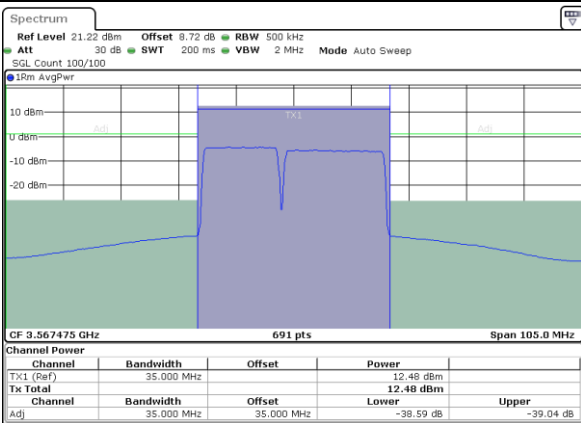 Spectrum
Ref Level 21.22 dBm Offset 8.72 dB RBW 500 kHz
Att 30 dB SWT 200 ms VBW 2 MHz Mode Auto Sweep
SGL Count 100/100
1Rm AvgPwr
10 dBm
TX1
Adj Adj
0 dBm
-10 dBm
-20 dBm
CF 3.567475 GHz 691 pts Span 105.0 MHz
Channel Power
Channel Bandwidth Offset Power
TX1 (Ref) 35.000 MHz 12.48 dBm
Tx Total 12.48 dBm
Channel Bandwidth Offset Lower Upper
Adj 35.000 MHz 35.000 MHz -38.59 dB -39.04 dB